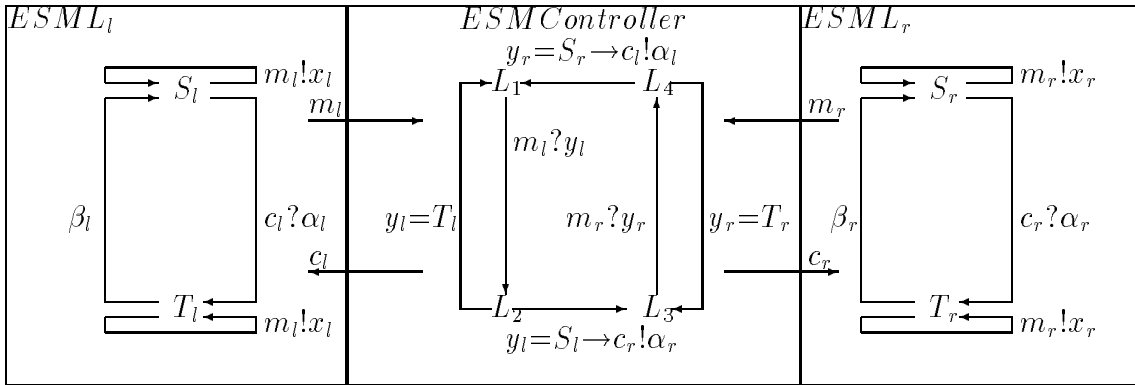 ESML_l ESMController ESML_r
y_r=S_r→c_l!α_l
m_l!x_l L_1 L_4 m_r!x_r
S_l S_r
m_l m_r
m_l?y_l
β_l c_l?α_l y_l=T_l m_r?y_r y_r=T_r β_r c_r?α_r
c_l c_r
T_l L_2 L_3 T_r
m_l!x_l y_l=S_l→c_r!α_r m_r!x_r